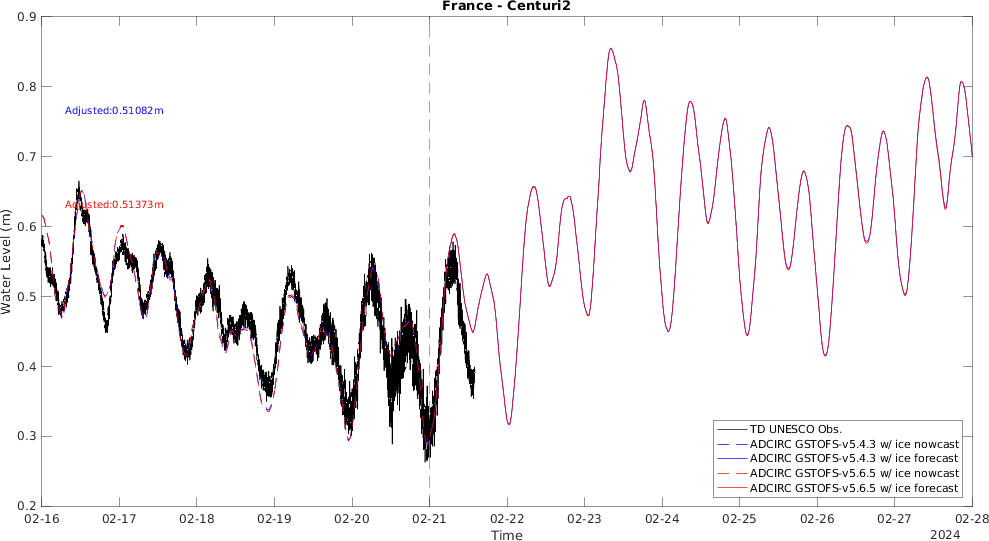 France - Centuri2
0.9
0.8
0.7
0.6
0.5
0.4
0.3
0.2
Water Level (m)
Adjusted:0.51082m
Adjusted:0.51373m
TD UNESCO Obs.
ADCIRC GSTOFS-v5.4.3 w/ ice nowcast
ADCIRC GSTOFS-v5.4.3 w/ ice forecast
ADCIRC GSTOFS-v5.6.5 w/ ice nowcast
ADCIRC GSTOFS-v5.6.5 w/ ice forecast
02-16 02-17 02-18 02-19 02-20 02-21 02-22 02-23 02-24 02-25 02-26 02-27 02-28
Time
2024